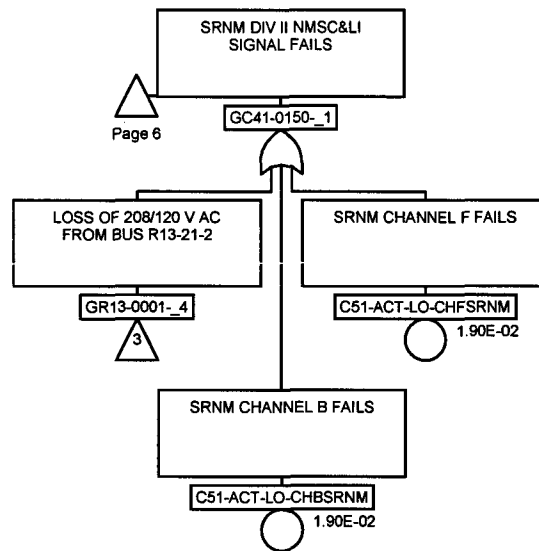 SRNM DIV II NMSC&LI
SIGNAL FAILS
Page 6
GC41-0150-_1
LOSS OF 208/120 V AC
FROM BUS R13-21-2
GR13-0001-_4
3
SRNM CHANNEL F FAILS
C51-ACT-LO-CHFSRNM
1.90E-02
SRNM CHANNEL B FAILS
C51-ACT-LO-CHBSRNM
1.90E-02